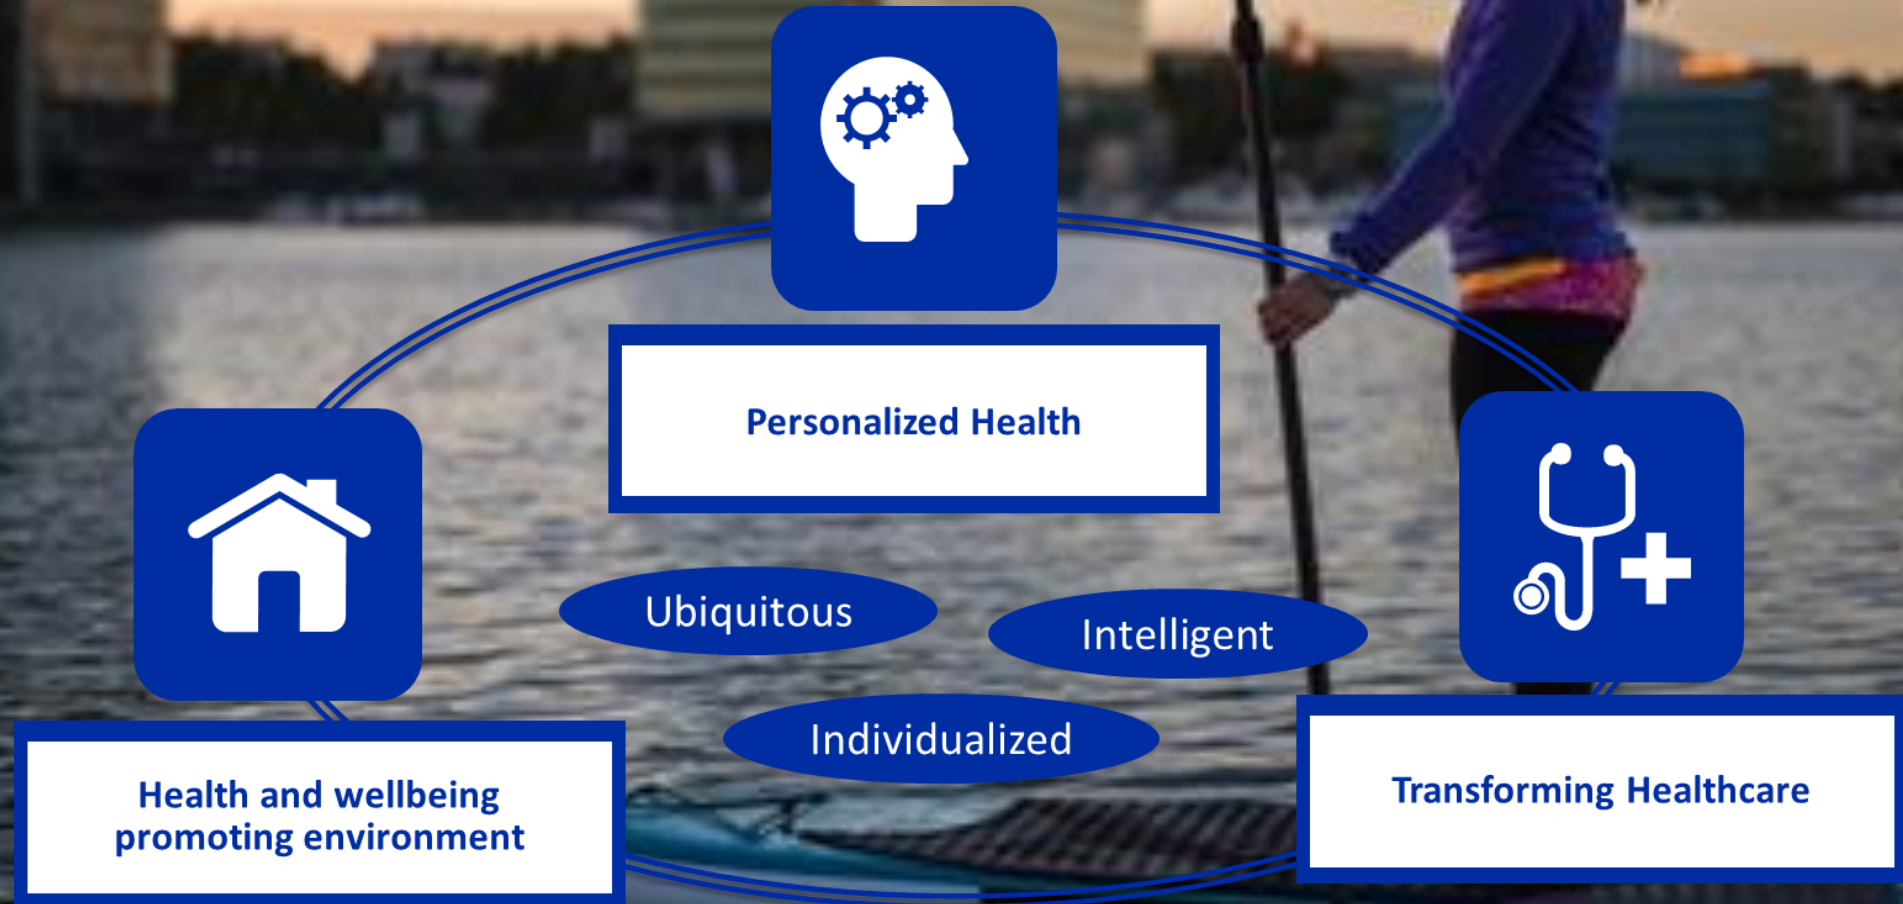 Personalized Health
Ubiquitous
Intelligent
Individualized
Health and wellbeing
promoting environment
Transforming Healthcare